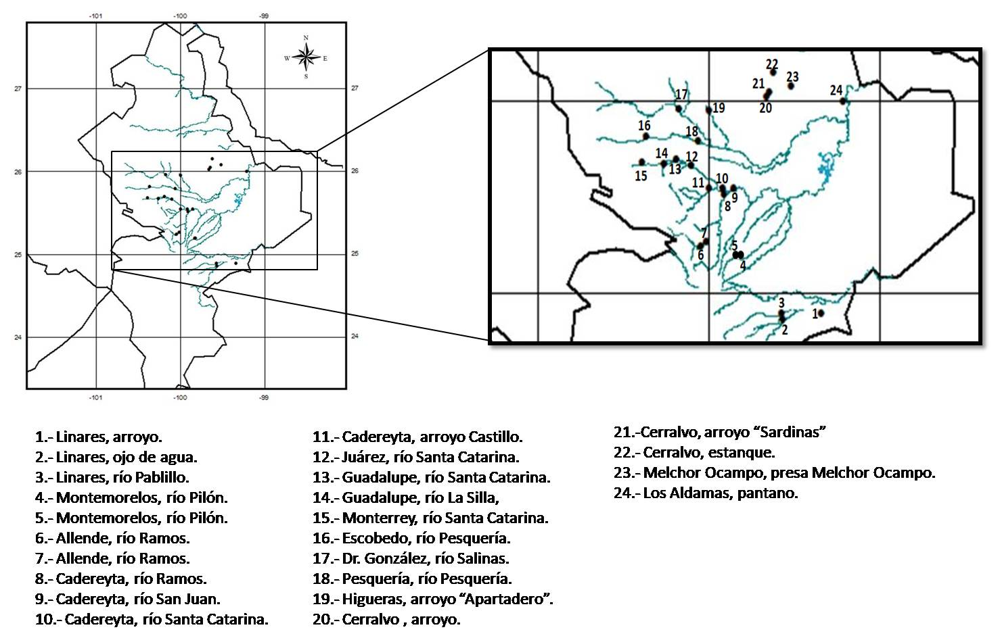 -101 -100 -99
N
W E
S
27 27
26 26
25 25
24 24
-101 -100 -99
22
23
21
24
17
20
19
16
18
14
12
13
15
11
10
9
8
7
6
5
4
3
1
2
1.- Linares, arroyo.
2.- Linares, ojo de agua.
3.- Linares, río Pablillo.
4.- Montemorelos, río Pilón.
5.- Montemorelos, río Pilón.
6.- Allende, río Ramos.
7.- Allende, río Ramos.
8.- Cadereyta, río Ramos.
9.- Cadereyta, río San Juan.
10.- Cadereyta, río Santa Catarina.
11.- Cadereyta, arroyo Castillo.
12.- Juárez, río Santa Catarina.
13.- Guadalupe, río Santa Catarina.
14.- Guadalupe, río La Silla,
15.- Monterrey, río Santa Catarina.
16.- Escobedo, río Pesquería.
17.- Dr. González, río Salinas.
18.- Pesquería, río Pesquería.
19.- Higueras, arroyo “Apartadero”.
20.- Cerralvo , arroyo.
21.-Cerralvo, arroyo “Sardinas”
22.- Cerralvo, estanque.
23.- Melchor Ocampo, presa Melchor Ocampo.
24.- Los Aldamas, pantano.